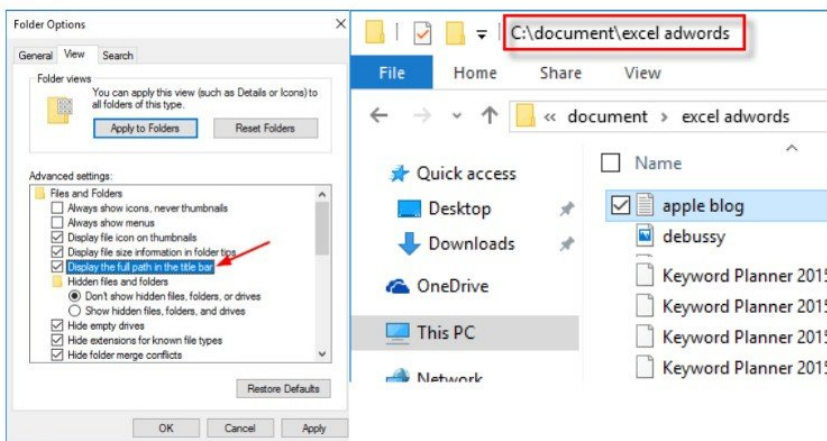 Folder Options
General View Search
Folder views
You can apply this view (such as Details or Icons) to
all folders of this type.
Apply to Folders Reset Folders
Advanced settings:
Files and Folders
Always show icons, never thumbnails
Always show menus
Display file icon on thumbnails
Display file size information in folder tips
Display the full path in the title bar
Hidden files and folders
Don't show hidden files, folders, or drives
Show hidden files, folders, and drives
Hide empty drives
Hide extensions for known file types
Hide folder merge conflicts
Restore Defaults
OK Cancel Apply
C:\document\excel adwords
File Home Share View
« document › excel adwords
Quick access
Desktop
Downloads
OneDrive
This PC
Network
Name
apple blog
debussy
Keyword Planner 2015
Keyword Planner 2015
Keyword Planner 2015
Keyword Planner 2015